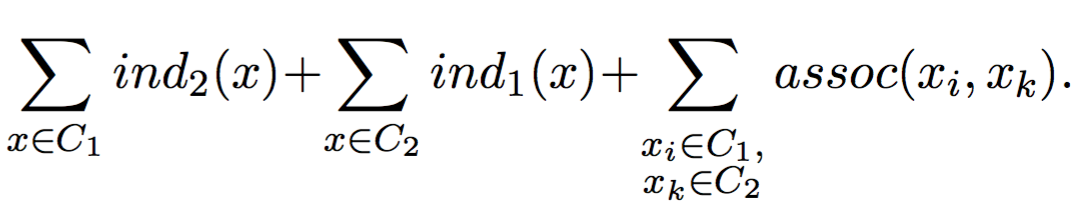 ∑ ind₂(x)+ ∑ ind₁(x)+ ∑ assoc(xᵢ, xₖ).
x∈C₁ x∈C₂ xᵢ∈C₁,
xₖ∈C₂